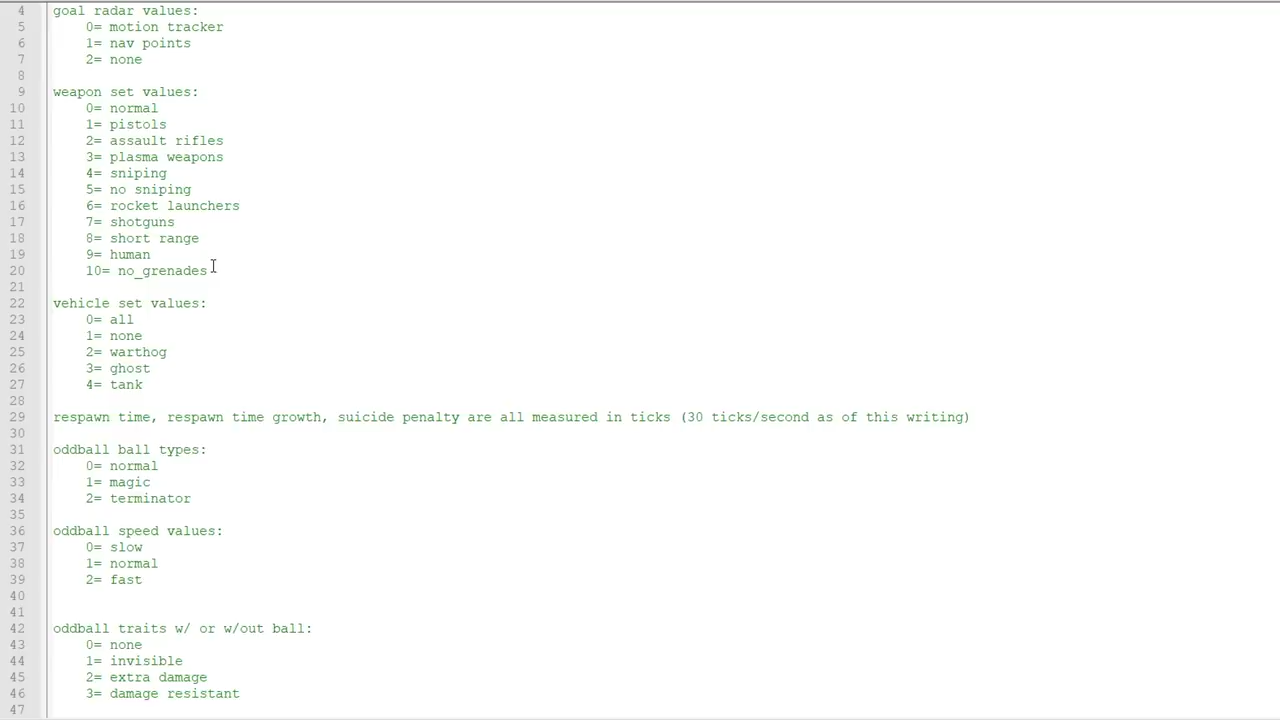 4 goal radar values:
5 0= motion tracker
6 1= nav points
7 2= none
8
9 weapon set values:
10 0= normal
11 1= pistols
12 2= assault rifles
13 3= plasma weapons
14 4= sniping
15 5= no sniping
16 6= rocket launchers
17 7= shotguns
18 8= short range
19 9= human
20 10= no_grenades
21
22 vehicle set values:
23 0= all
24 1= none
25 2= warthog
26 3= ghost
27 4= tank
28
29 respawn time, respawn time growth, suicide penalty are all measured in ticks (30 ticks/second as of this writing)
30
31 oddball ball types:
32 0= normal
33 1= magic
34 2= terminator
35
36 oddball speed values:
37 0= slow
38 1= normal
39 2= fast
40
41
42 oddball traits w/ or w/out ball:
43 0= none
44 1= invisible
45 2= extra damage
46 3= damage resistant
47